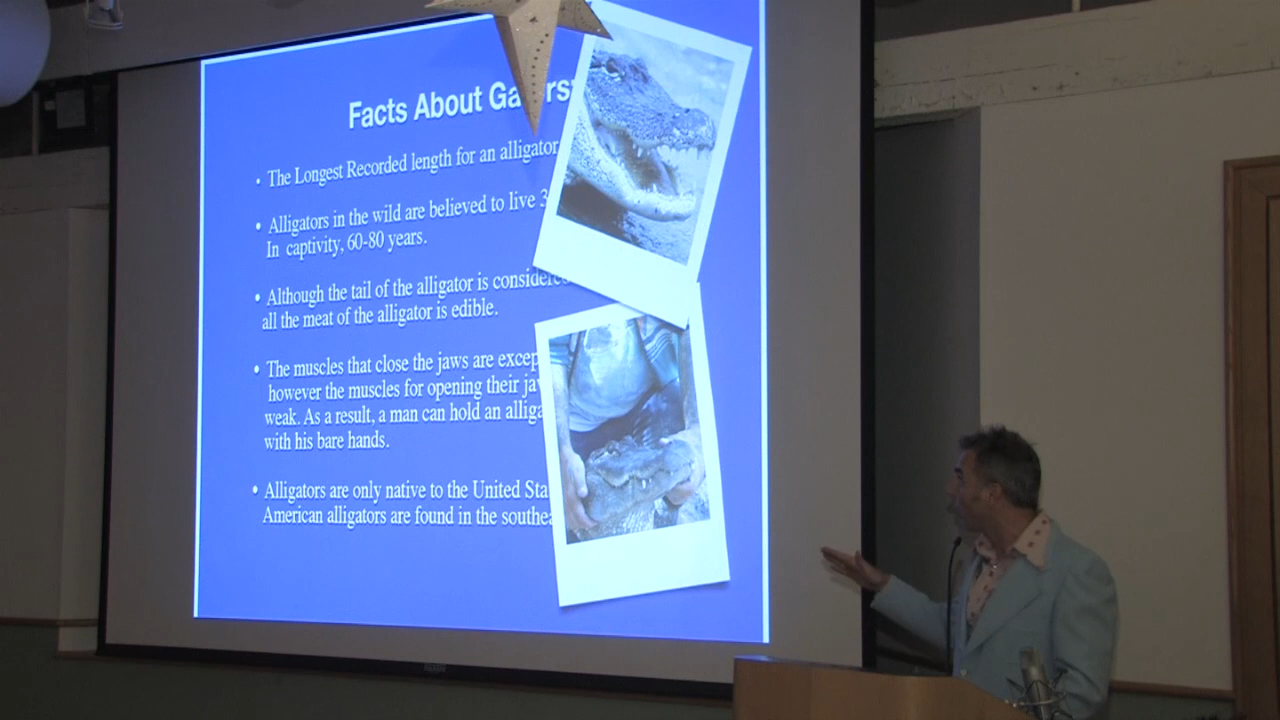 Facts About
• The Longest Recorded length for an alligator
• Alligators in the wild are believed to live 3
In captivity, 60-80 years.
• Although the tail of the alligator is considered
all the meat of the alligator is edible.
• The muscles that close the jaws are excep
however the muscles for opening their ja
weak. As a result, a man can hold an alliga
with his bare hands.
• Alligators are only native to the United Sta
American alligators are found in the southea